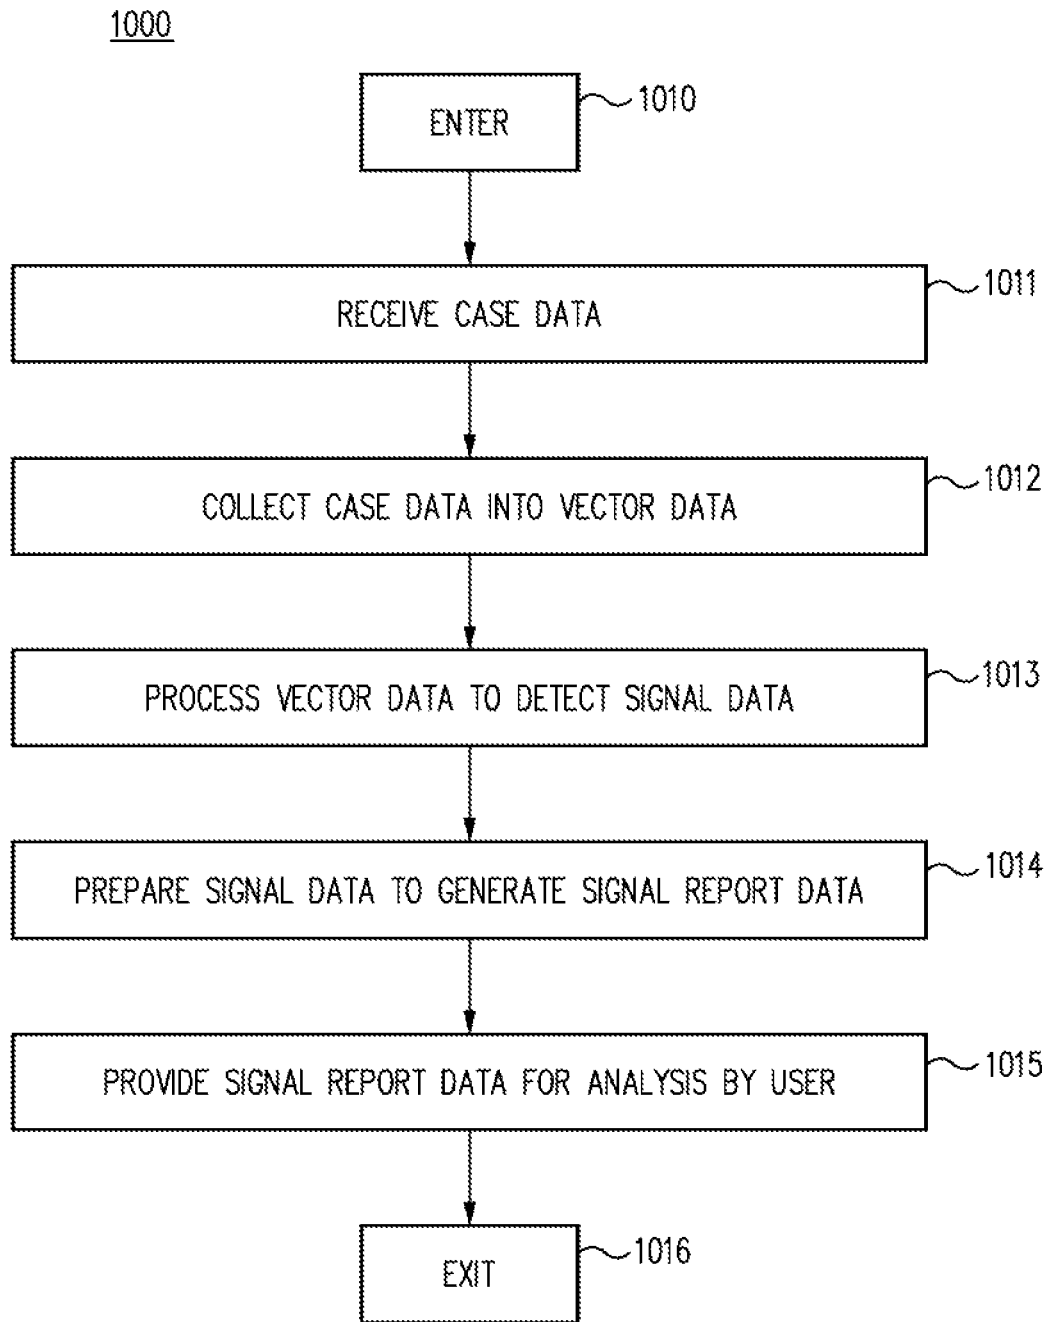 1000
ENTER
1010
RECEIVE CASE DATA
1011
COLLECT CASE DATA INTO VECTOR DATA
1012
PROCESS VECTOR DATA TO DETECT SIGNAL DATA
1013
PREPARE SIGNAL DATA TO GENERATE SIGNAL REPORT DATA
1014
PROVIDE SIGNAL REPORT DATA FOR ANALYSIS BY USER
1015
EXIT
1016